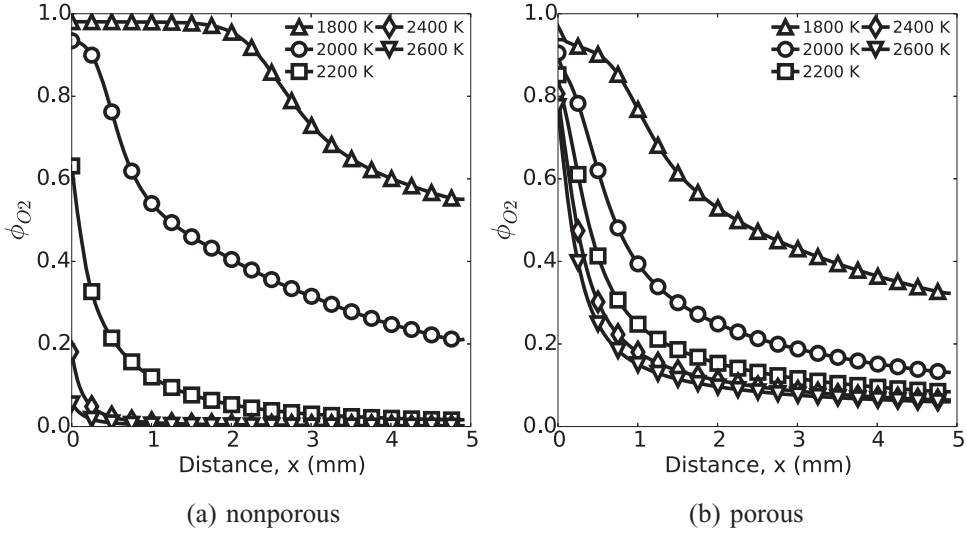 1.0
0.8
0.6
0.4
0.2
0.0
ϕO2
1800 K
2000 K
2200 K
2400 K
2600 K
0 1 2 3 4 5
Distance, x (mm)
(a) nonporous
1.0
0.8
0.6
0.4
0.2
0.0
ϕO2
1800 K
2000 K
2200 K
2400 K
2600 K
0 1 2 3 4 5
Distance, x (mm)
(b) porous